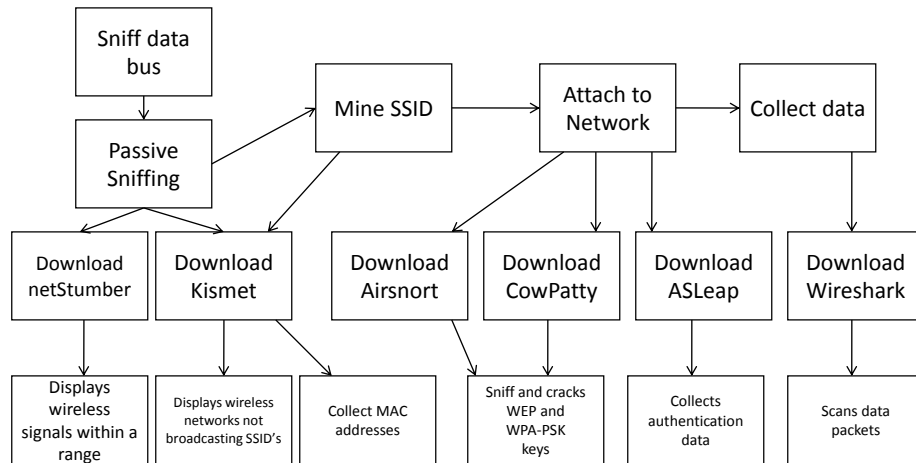 Sniff data
bus
Mine SSID
Attach to
Network
Collect data
Passive
Sniffing
Download
netStumber
Download
Kismet
Download
Airsnort
Download
CowPatty
Download
ASLeap
Download
Wireshark
Displays
wireless
signals within a
range
Displays wireless
networks not
broadcasting SSID's
Collect MAC
addresses
Sniff and cracks
WEP and
WPA-PSK
keys
Collects
authentication
data
Scans data
packets